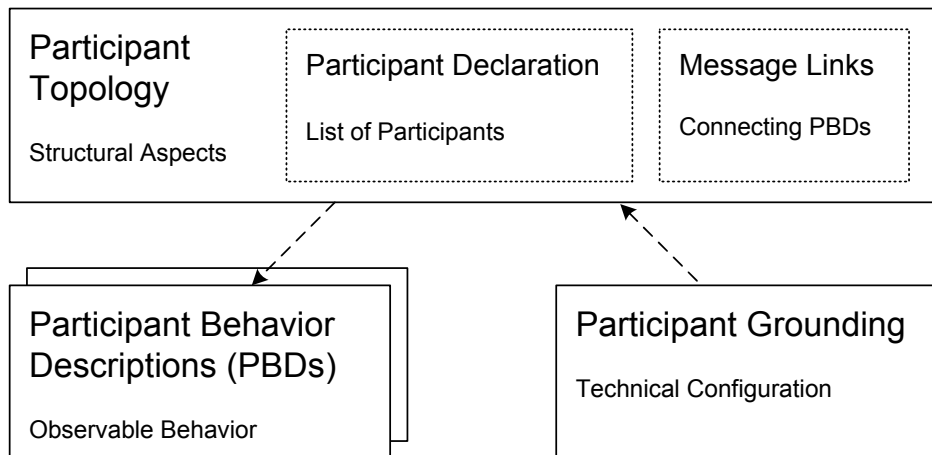 Participant
Topology
Structural Aspects
Participant Declaration
List of Participants
Message Links
Connecting PBDs
Participant Behavior
Descriptions (PBDs)
Observable Behavior
Participant Grounding
Technical Configuration